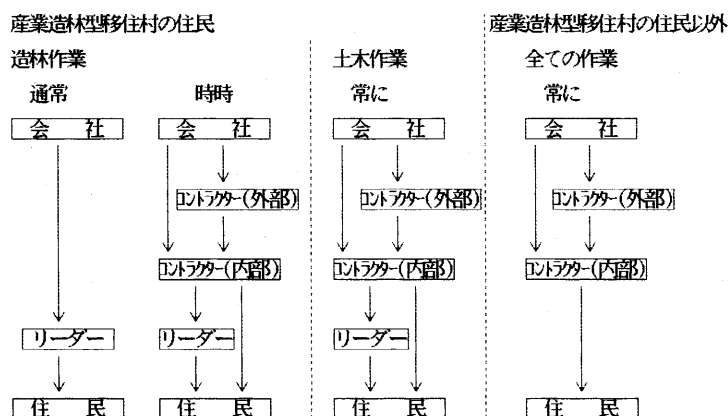 産業造林型移住村の住民 産業造林型移住村の住民以外
造林作業 土木作業 全ての作業
通常 時時 常に 常に
会 社 会 社 会 社 会 社
コントラクター(外部) コントラクター(外部) コントラクター(外部)
コントラクター(内部) コントラクター(内部) コントラクター(内部)
リーダー リーダー リーダー
住 民 住 民 住 民 住 民